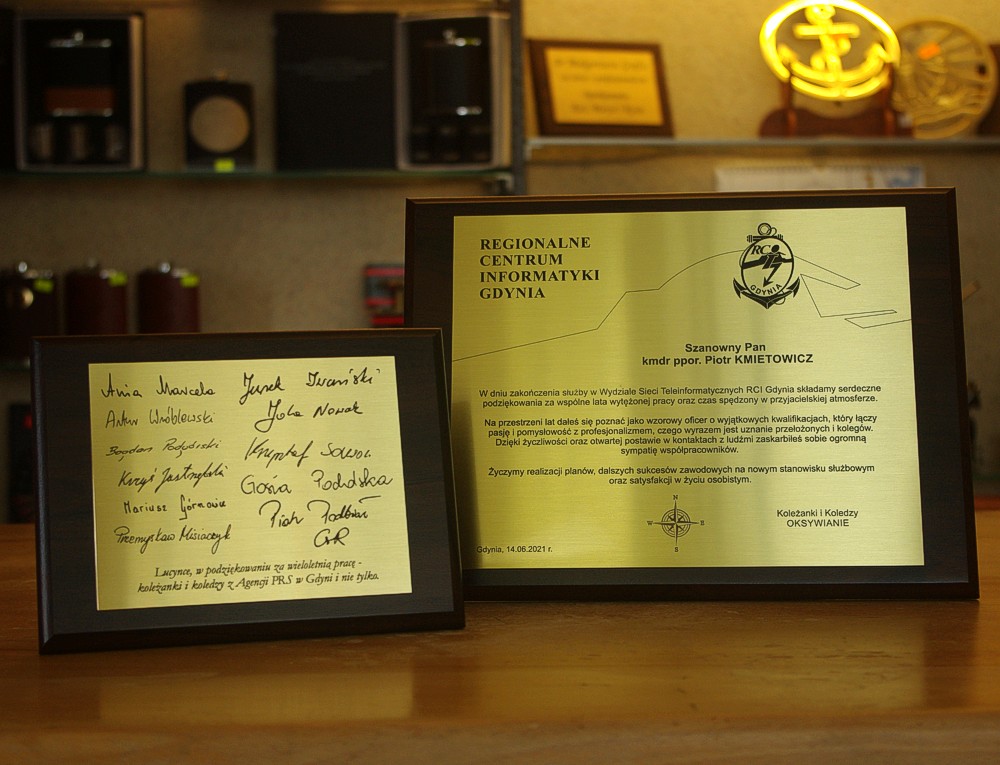 Ania Marcela
Artur Wróblewski
Bogdan Podgórski
Krzyś Jastrzębski
Mariusz Górnowicz
Przemysław Misiaczyk
Jurek Iwański
Jola Nowak
Krzysztof
Gosia
Piotr
GR
Lucynce, w podziękowaniu za wieloletnią pracę -
koleżanki i koledzy z Agencji PRS w Gdyni i nie tylko.
REGIONALNE
CENTRUM
INFORMATYKI
GDYNIA
RCI
GDYNIA
Szanowny Pan
kmdr ppor. Piotr KMIETOWICZ
W dniu zakończenia służby w Wydziale Sieci Teleinformatycznych RCI Gdynia składamy serdeczne
podziękowania za wspólne lata wytężonej pracy oraz czas spędzony w przyjacielskiej atmosferze.
Na przestrzeni lat dałeś się poznać jako wzorowy oficer o wyjątkowych kwalifikacjach, który łączy
pasję i pomysłowość z profesjonalizmem, czego wyrazem jest uznanie przełożonych i kolegów.
Dzięki życzliwości oraz otwartej postawie w kontaktach z ludźmi zaskarbiłeś sobie ogromną
sympatię współpracowników.
Życzymy realizacji planów, dalszych sukcesów zawodowych na nowym stanowisku służbowym
oraz satysfakcji w życiu osobistym.
N
W
S
Koleżanki i Koledzy
OKSYWIANIE
Gdynia, 14.06.2021 r.